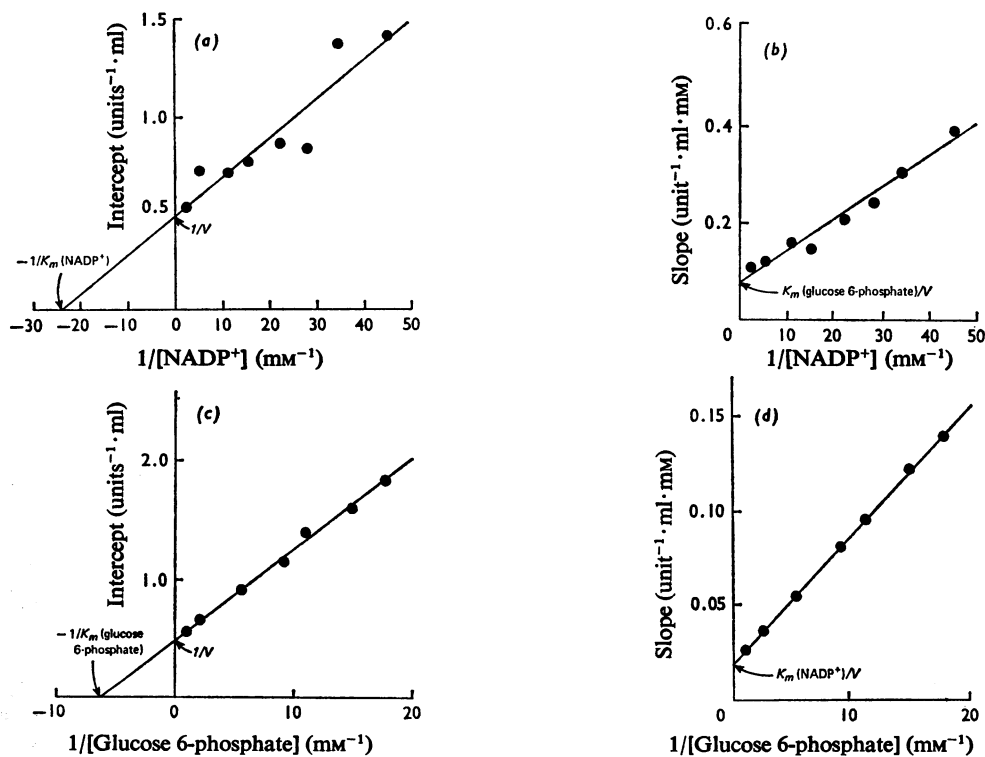 (a)
Intercept (units⁻¹·ml)
1.5
1.0
0.5
1/V
−1/Kₘ(NADP⁺)
−30 −20 −10 0 10 20 30 40 50
1/[NADP⁺] (mM⁻¹)
(b)
Slope (unit⁻¹·ml·mM)
0.6
0.4
0.2
Kₘ(glucose 6-phosphate)/V
0 10 20 30 40 50
1/[NADP⁺] (mM⁻¹)
(c)
Intercept (units⁻¹·ml)
2.0
1.0
−1/Kₘ(glucose
6-phosphate)
1/V
−10 0 10 20
1/[Glucose 6-phosphate] (mM⁻¹)
(d)
Slope (unit⁻¹·ml·mM)
0.15
0.10
0.05
Kₘ(NADP⁺)/V
0 10 20
1/[Glucose 6-phosphate] (mM⁻¹)